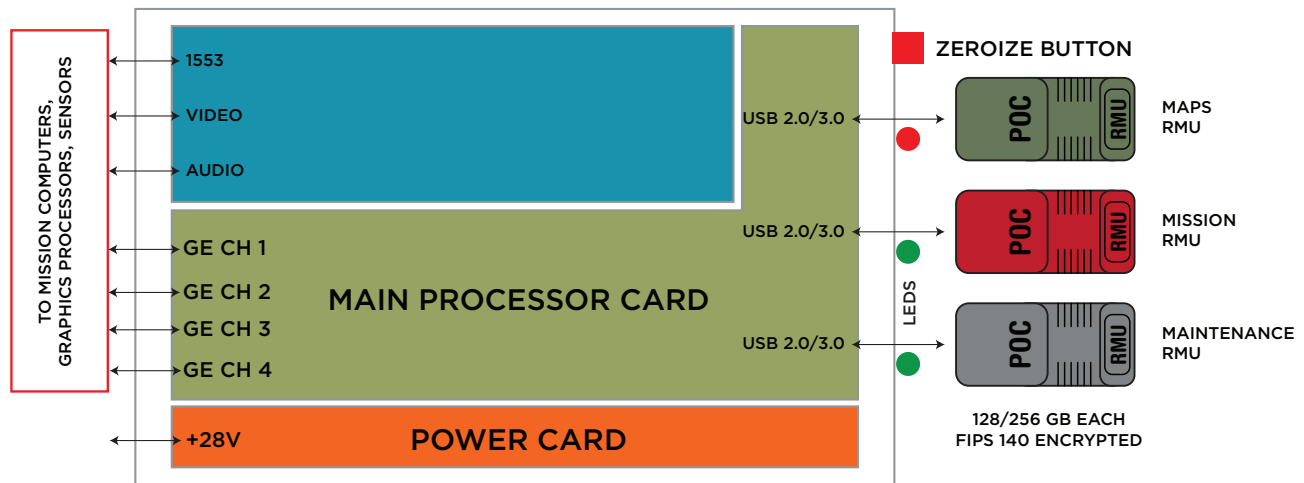 TO MISSION COMPUTERS,
GRAPHICS PROCESSORS, SENSORS
1553
VIDEO
AUDIO
GE CH 1
GE CH 2
GE CH 3
GE CH 4
MAIN PROCESSOR CARD
+28V
POWER CARD
USB 2.0/3.0
USB 2.0/3.0
USB 2.0/3.0
LEDS
ZEROIZE BUTTON
POC
RMU
MAPS
RMU
POC
RMU
MISSION
RMU
POC
RMU
MAINTENANCE
RMU
128/256 GB EACH
FIPS 140 ENCRYPTED